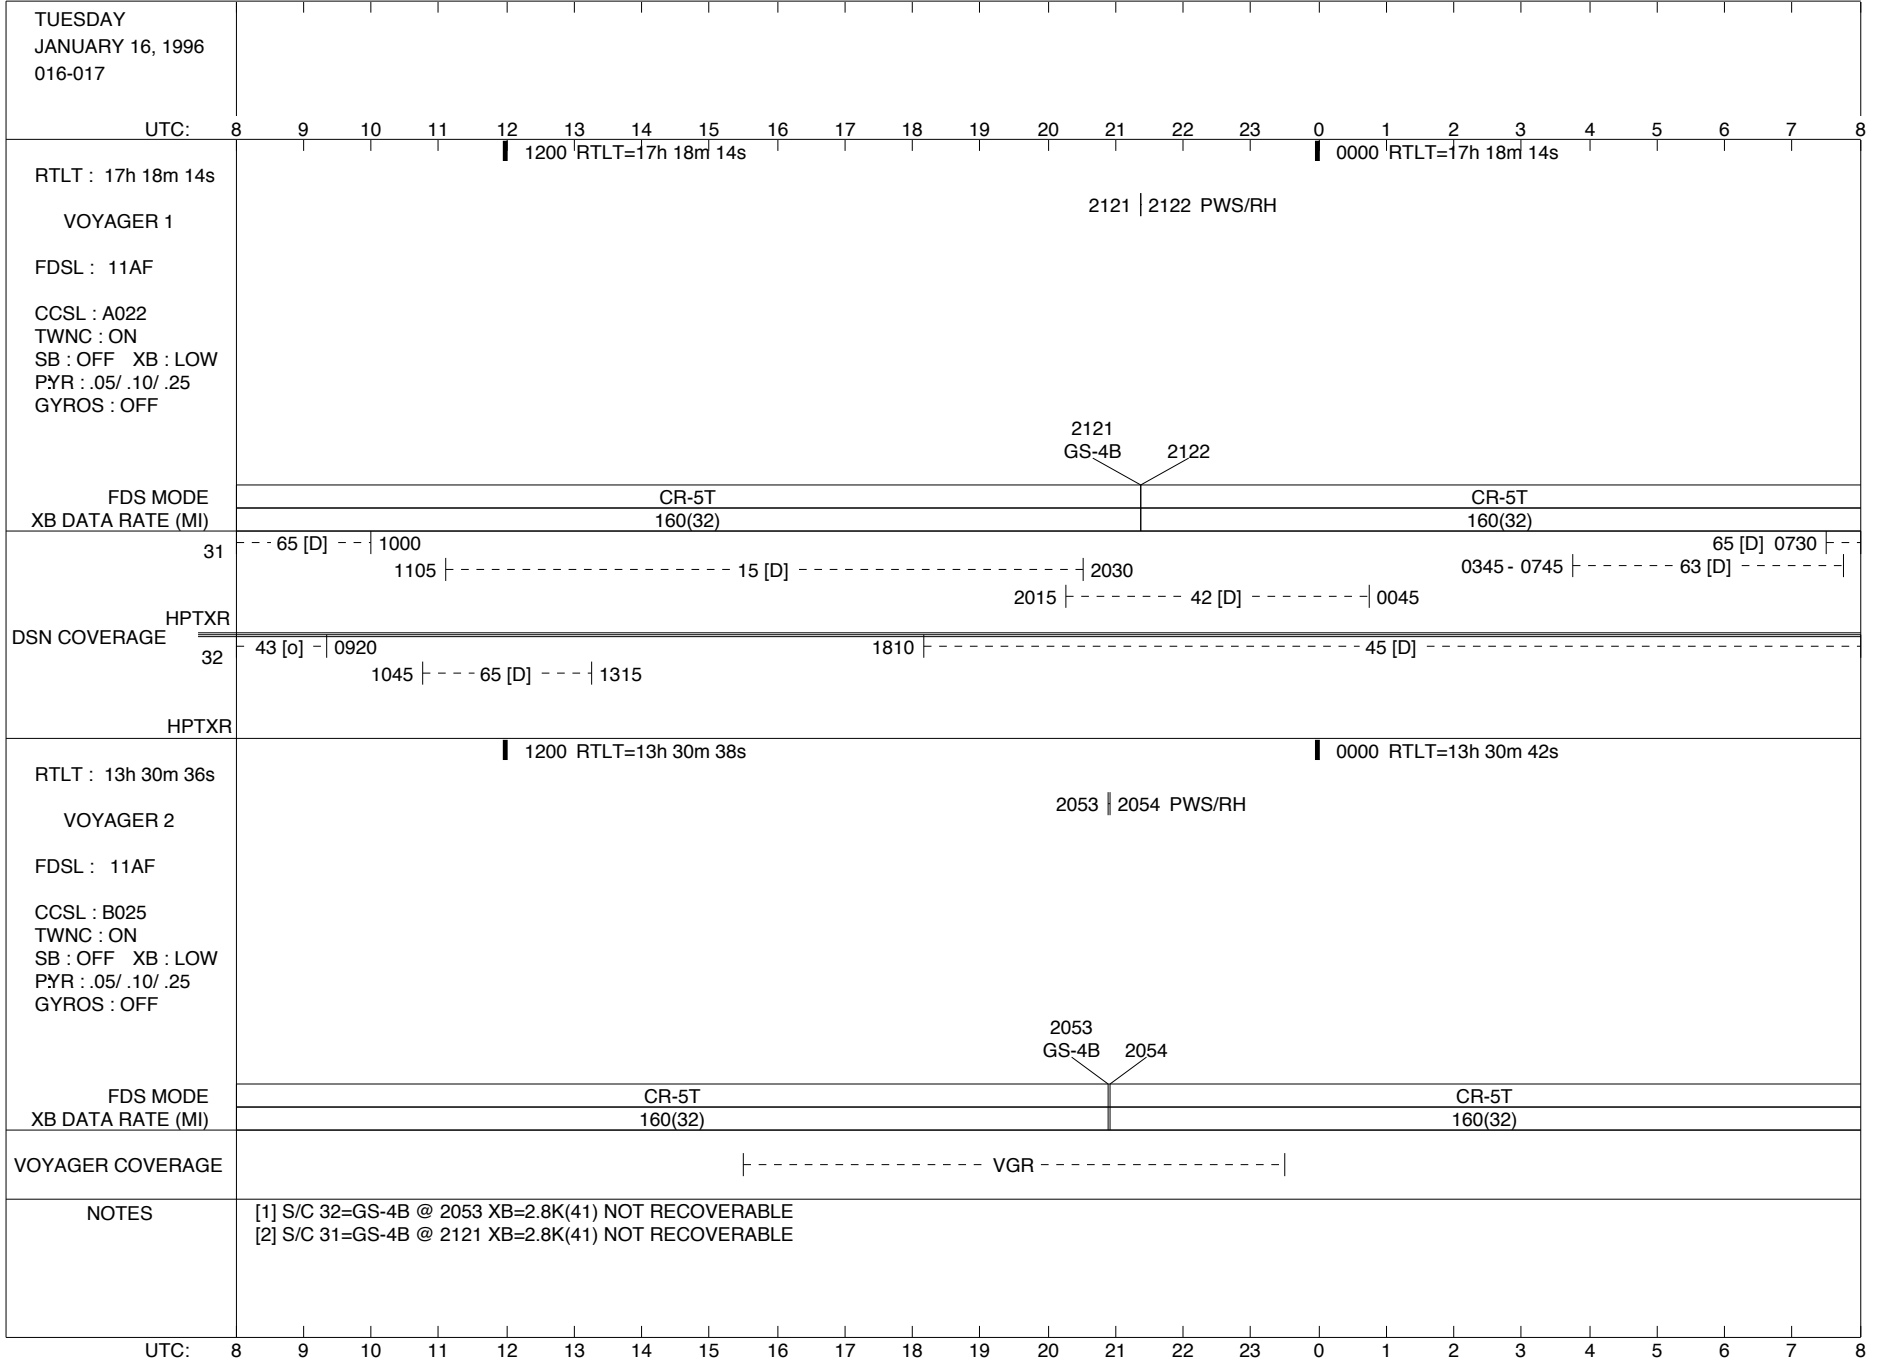 TUESDAY
JANUARY 16, 1996
016-017
UTC: 8 9 10 11 12 13 14 15 16 17 18 19 20 21 22 23 0 1 2 3 4 5 6 7 8
1200 RTLT=17h 18m 14s 0000 RTLT=17h 18m 14s
RTLT : 17h 18m 14s
2121 2122 PWS/RH
VOYAGER 1
FDSL : 11AF
CCSL : A022
TWNC : ON
SB : OFF XB : LOW
P:YR : .05/ .10/ .25
GYROS : OFF
2121
GS-4B 2122
FDS MODE CR-5T CR-5T
XB DATA RATE (MI) 160(32) 160(32)
31 65 [D] 1000 65 [D] 0730
1105 15 [D] 2030 0345 - 0745 63 [D]
2015 42 [D] 0045
HPTXR
DSN COVERAGE
32 43 [o] 0920 1810 45 [D]
1045 65 [D] 1315
HPTXR
1200 RTLT=13h 30m 38s 0000 RTLT=13h 30m 42s
RTLT : 13h 30m 36s
2053 2054 PWS/RH
VOYAGER 2
FDSL : 11AF
CCSL : B025
TWNC : ON
SB : OFF XB : LOW
P:YR : .05/ .10/ .25
GYROS : OFF
2053
GS-4B 2054
FDS MODE CR-5T CR-5T
XB DATA RATE (MI) 160(32) 160(32)
VOYAGER COVERAGE VGR
NOTES [1] S/C 32=GS-4B @ 2053 XB=2.8K(41) NOT RECOVERABLE
[2] S/C 31=GS-4B @ 2121 XB=2.8K(41) NOT RECOVERABLE
UTC: 8 9 10 11 12 13 14 15 16 17 18 19 20 21 22 23 0 1 2 3 4 5 6 7 8